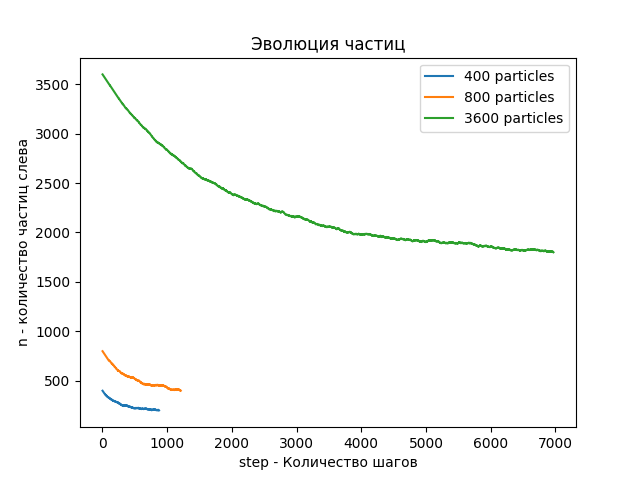 Эволюция частиц
400 particles
800 particles
3600 particles
n - количество частиц слева
3500
3000
2500
2000
1500
1000
500
0 1000 2000 3000 4000 5000 6000 7000
step - Количество шагов